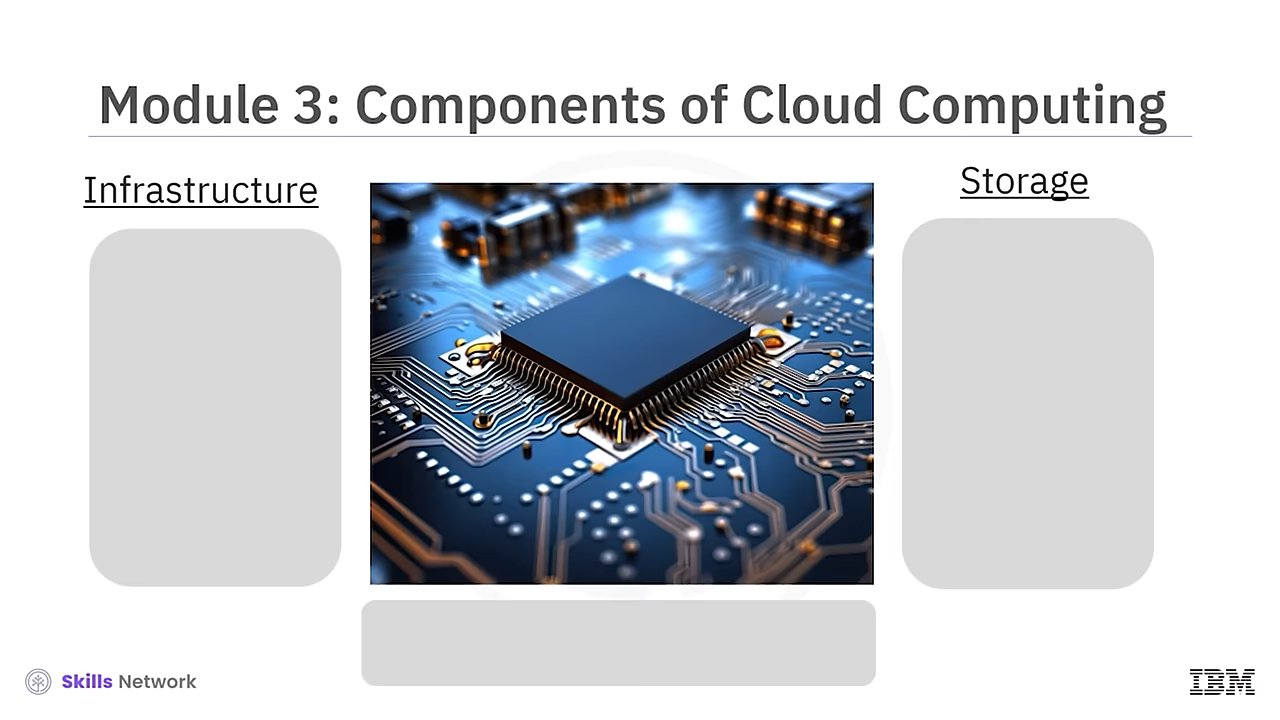 Module 3: Components of Cloud Computing
Infrastructure
Storage
Skills Network
IBM